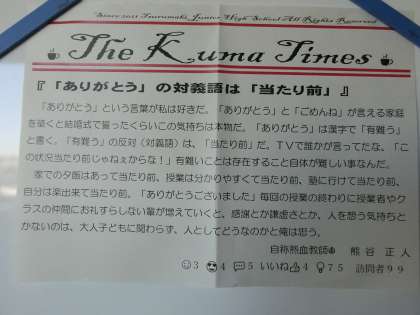 Since 2011 Tsurumaki Junior High School All Rights Reserved
The Kuma Times
『「ありがとう」の対義語は「当たり前」』
「ありがとう」という言葉が私は好きだ。「ありがとう」と「ごめんね」が言える家庭
を築くと結婚式で誓ったくらいこの気持ちは本物だ。「ありがとう」は漢字で「有難う」
と書く。「有難う」の反対（対義語）は、「当たり前」だ。TVで誰かが言ってたな。「こ
の状況当たり前じゃねぇからな！」有難いことは存在すること自体が難しい事なんだ。
家での夕飯はあって当たり前、授業は分かりやすくて当たり前、塾に行けて当たり前、
自分は楽出来て当たり前。「ありがとうございました」毎回の授業の終わりに授業者やク
ラスの仲間にお礼すらしない輩が増えていくと、感謝とか謙虚さとか、人を想う気持ちと
かないのは、大人子どもに関わらず、人としてどうなのかと俺は思う。
自称熱血教師 熊谷 正人
3 4 5 いいね 4 75 訪問者99